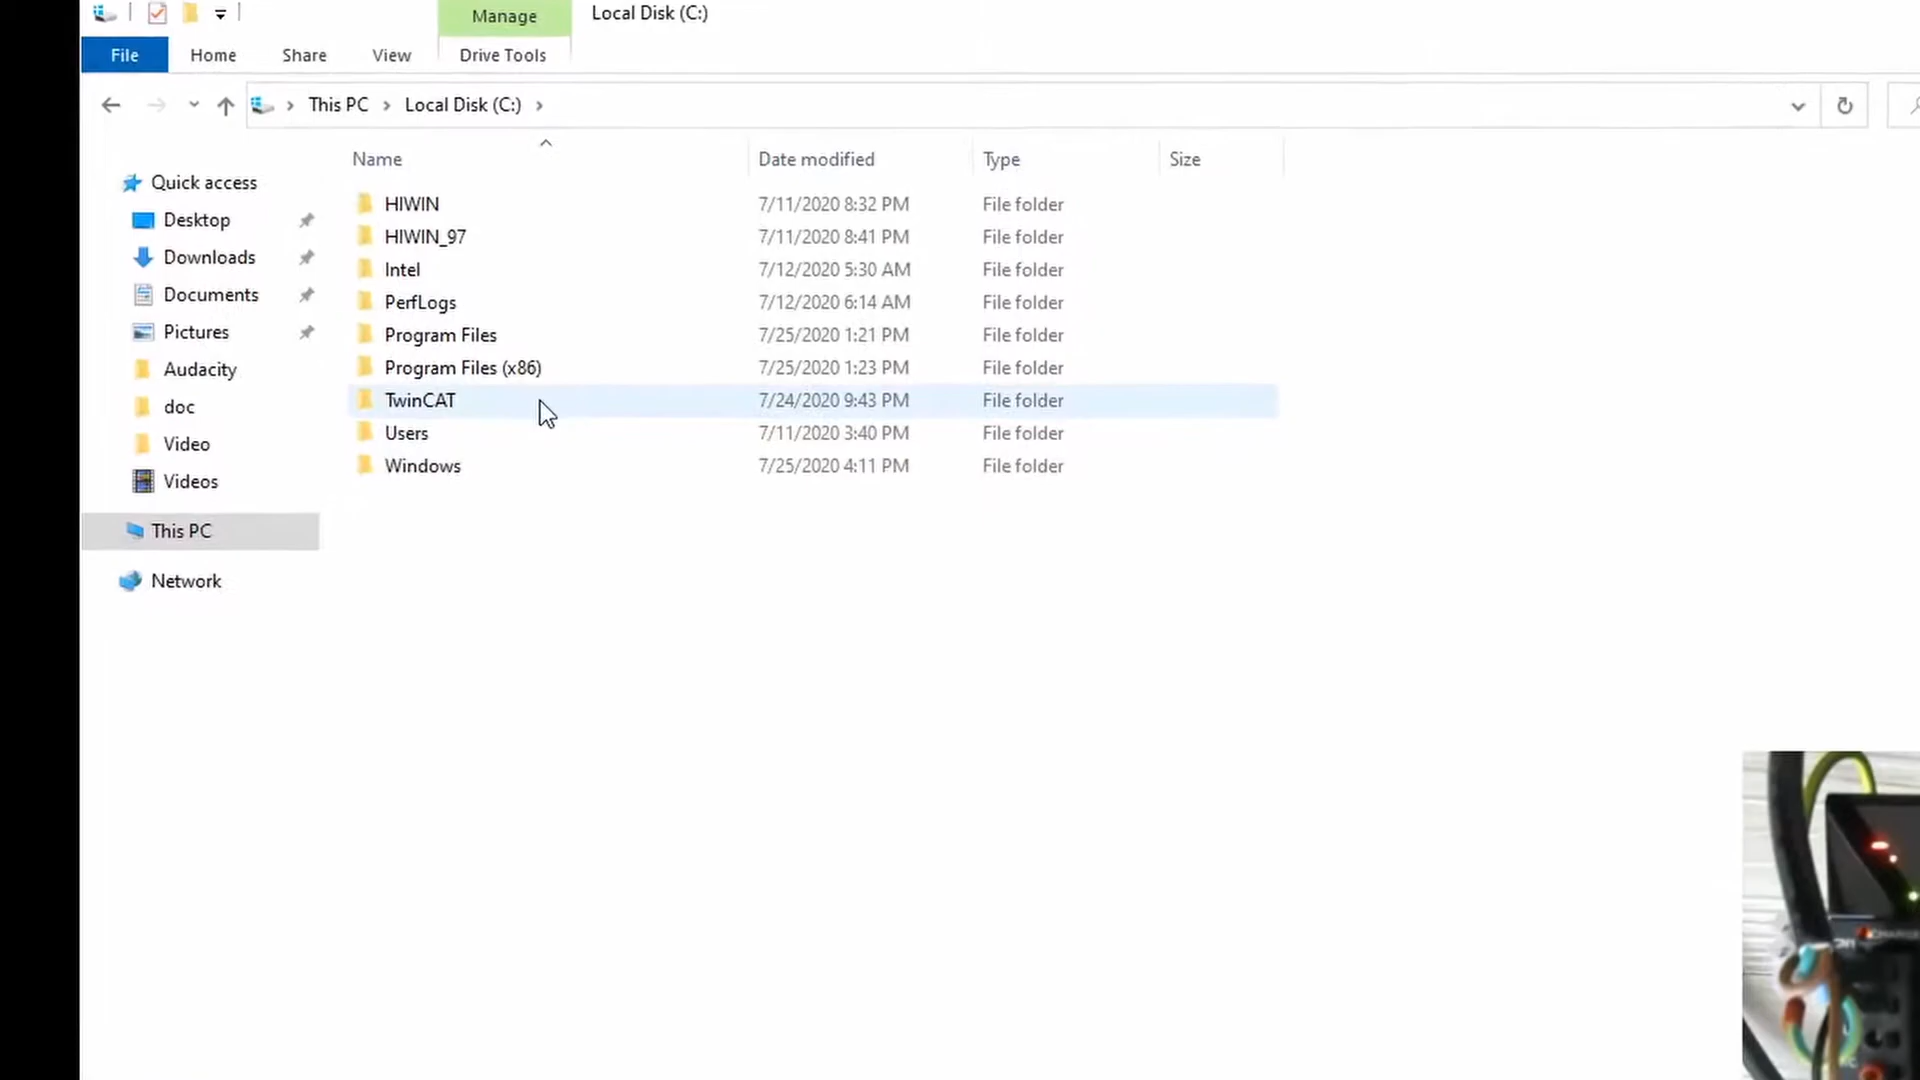 Manage Local Disk (C:)
File Home Share View Drive Tools
This PC Local Disk (C:)
Name Date modified Type Size
Quick access
Desktop
Downloads
Documents
Pictures
Audacity
doc
Video
Videos
This PC
Network
HIWIN 7/11/2020 8:32 PM File folder
HIWIN_97 7/11/2020 8:41 PM File folder
Intel 7/12/2020 5:30 AM File folder
PerfLogs 7/12/2020 6:14 AM File folder
Program Files 7/25/2020 1:21 PM File folder
Program Files (x86) 7/25/2020 1:23 PM File folder
TwinCAT 7/24/2020 9:43 PM File folder
Users 7/11/2020 3:40 PM File folder
Windows 7/25/2020 4:11 PM File folder